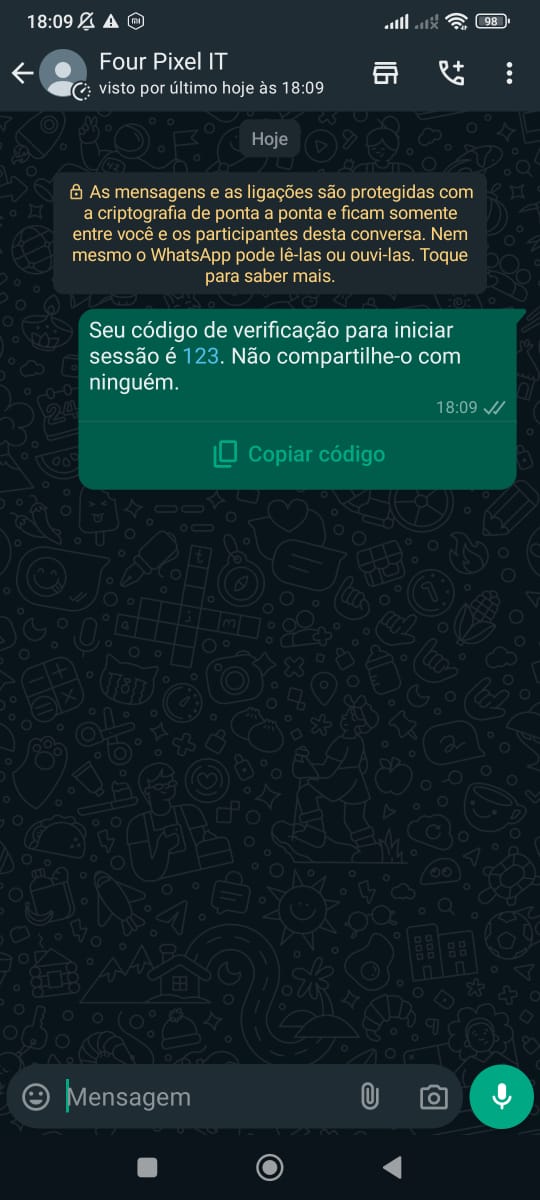 18:09
98
Four Pixel IT
visto por último hoje às 18:09
Hoje
As mensagens e as ligações são protegidas com
a criptografia de ponta a ponta e ficam somente
entre você e os participantes desta conversa. Nem
mesmo o WhatsApp pode lê-las ou ouvi-las. Toque
para saber mais.
Seu código de verificação para iniciar
sessão é 123. Não compartilhe-o com
ninguém.
18:09
Copiar código
Mensagem